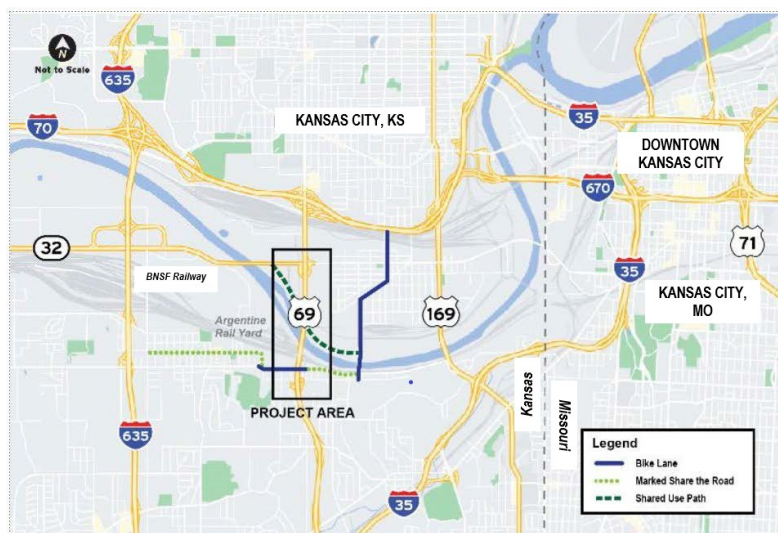 N
Not to Scale
635
70
KANSAS CITY, KS
35
DOWNTOWN
KANSAS CITY
670
32
71
BNSF Railway
35
KANSAS CITY,
MO
69
169
Argentine
Rail Yard
PROJECT AREA
Kansas
Missouri
635
35
Legend
Bike Lane
Marked Share the Road
Shared Use Path